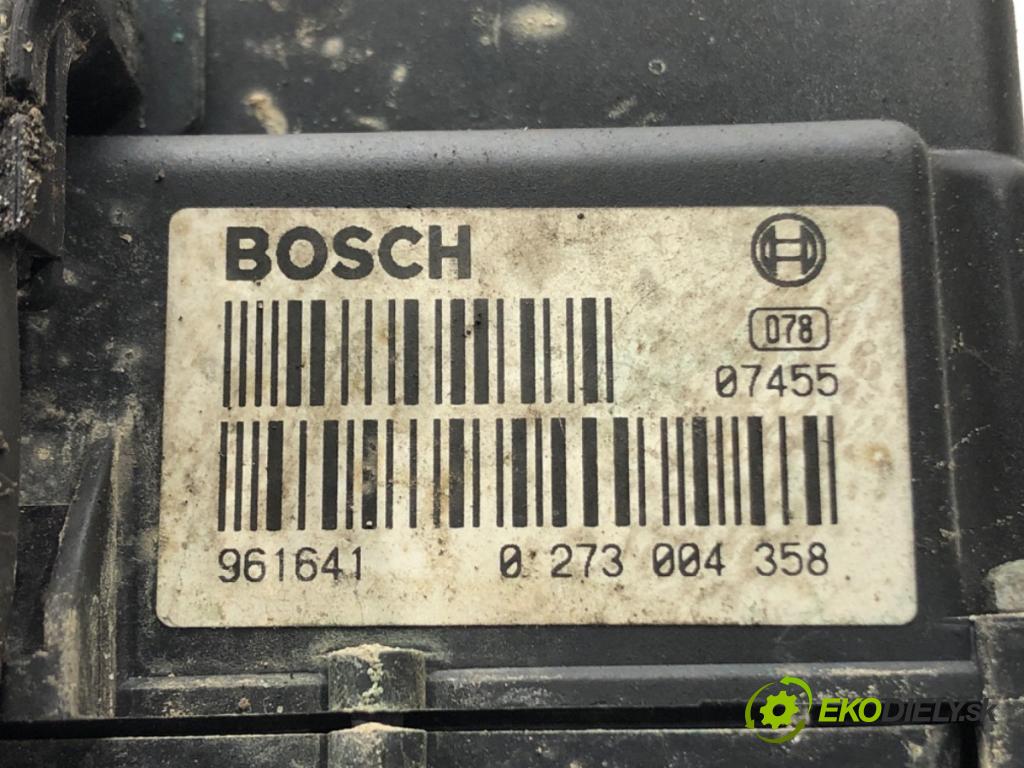 BOSCH
078
07455
961641 0 273 004 358
EKODIELY.SK